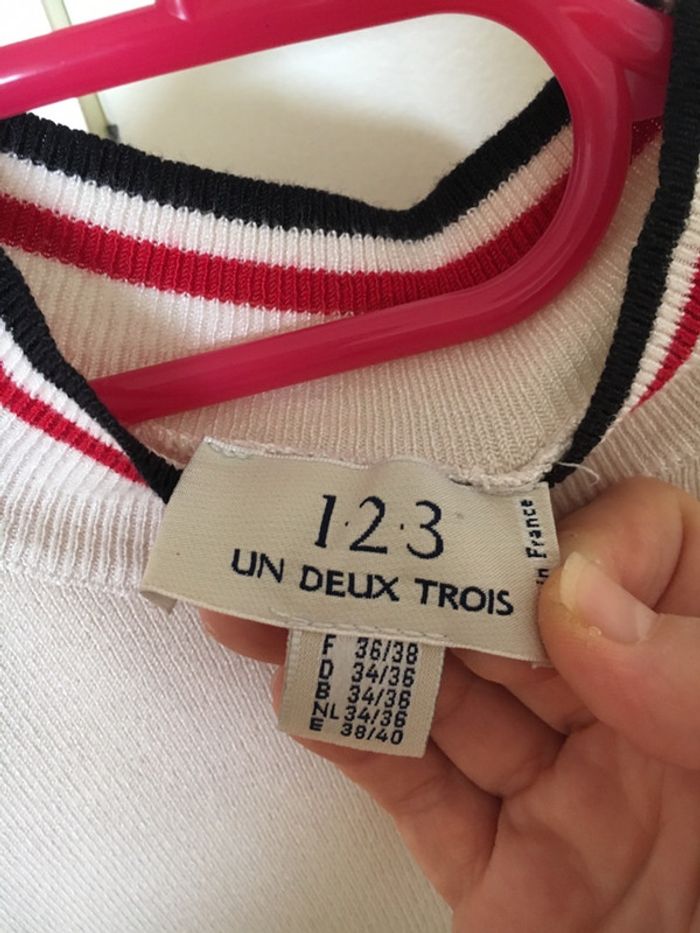 1.2.3
UN DEUX TROIS
in France
F 36/38
D 34/36
B 34/36
NL 34/36
E 38/40